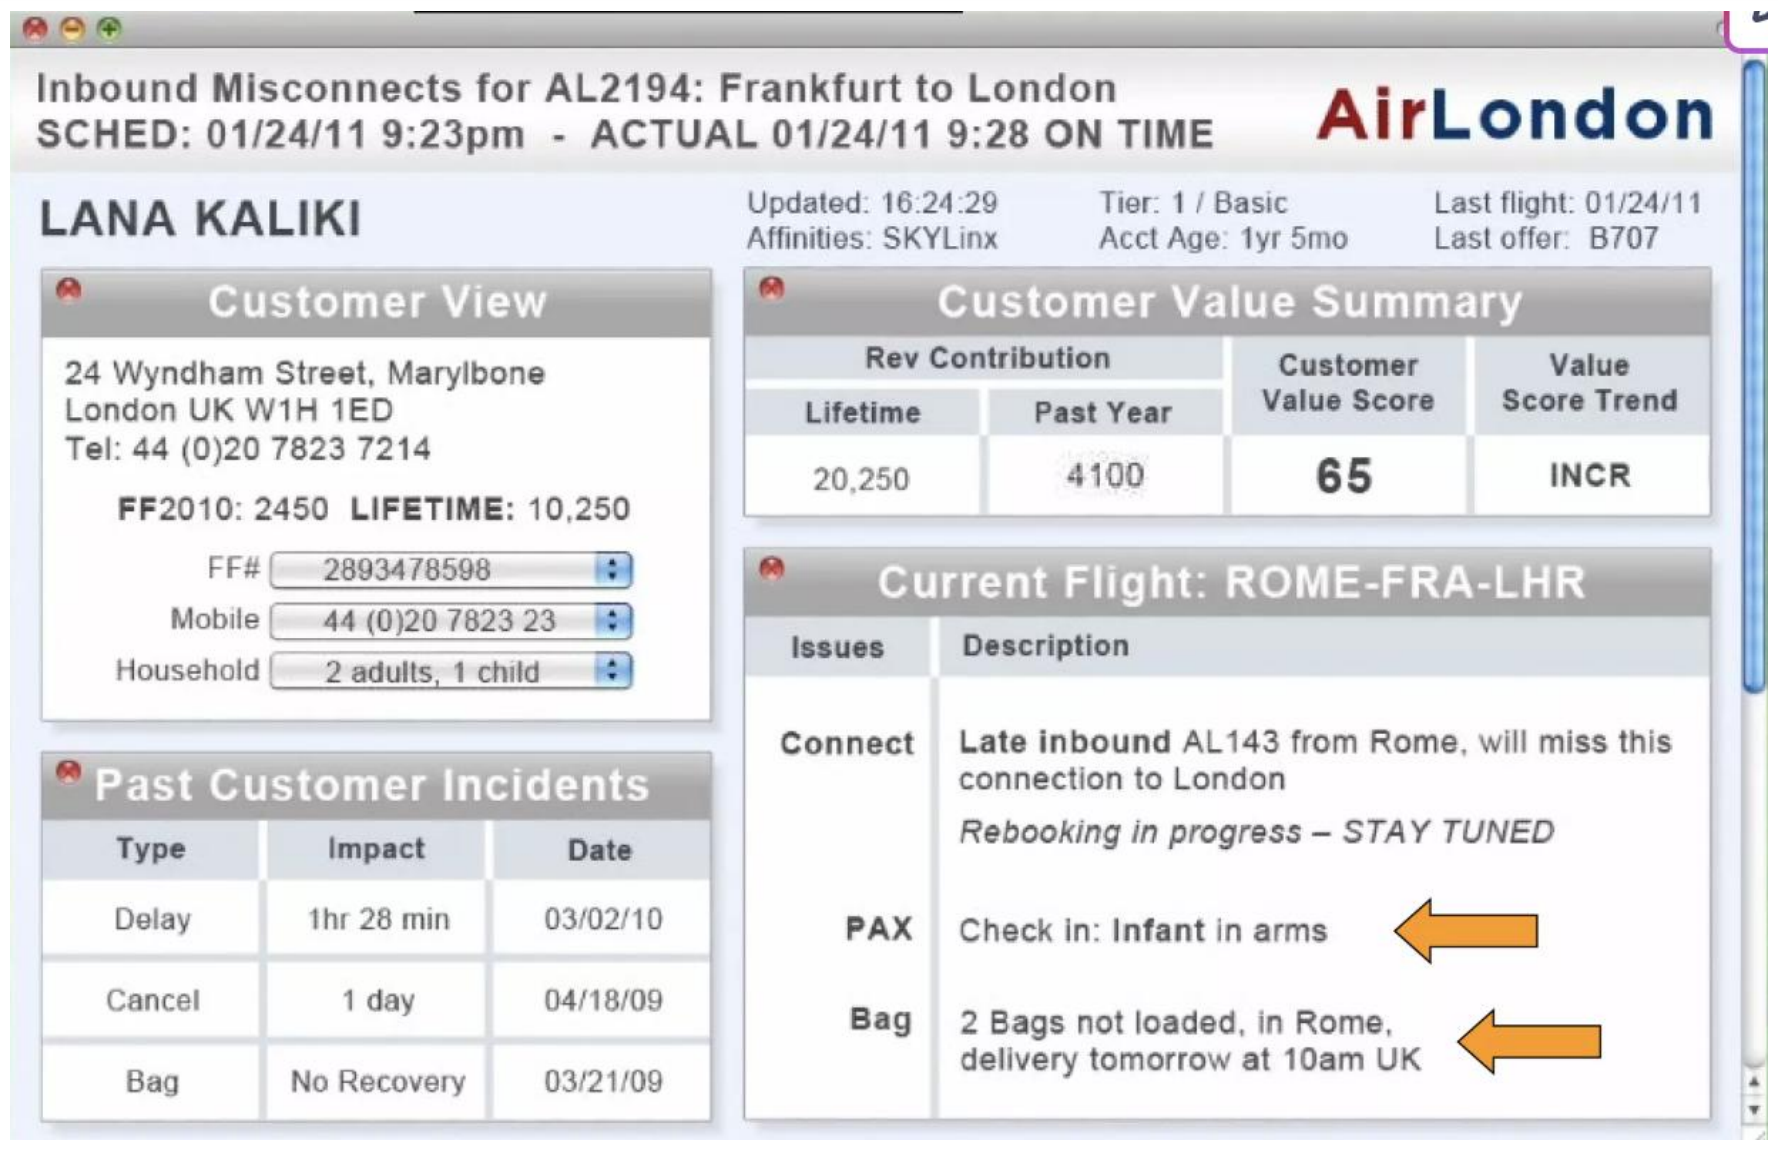 Inbound Misconnects for AL2194: Frankfurt to London
SCHED: 01/24/11 9:23pm - ACTUAL 01/24/11 9:28 ON TIME
AirLondon
LANA KALIKI
Updated: 16:24:29
Affinities: SKYLinx
Tier: 1 / Basic
Acct Age: 1yr 5mo
Last flight: 01/24/11
Last offer: B707
Customer View
24 Wyndham Street, Marylbone
London UK W1H 1ED
Tel: 44 (0)20 7823 7214
FF2010: 2450 LIFETIME: 10,250
FF# 2893478598
Mobile 44 (0)20 7823 23
Household 2 adults, 1 child
Past Customer Incidents
Type Impact Date
Delay 1hr 28 min 03/02/10
Cancel 1 day 04/18/09
Bag No Recovery 03/21/09
Customer Value Summary
Rev Contribution
Customer
Value Score
Value
Score Trend
Lifetime Past Year
20,250 4100 65 INCR
Current Flight: ROME-FRA-LHR
Issues Description
Connect Late inbound AL143 from Rome, will miss this
connection to London
Rebooking in progress – STAY TUNED
PAX Check in: Infant in arms
Bag 2 Bags not loaded, in Rome,
delivery tomorrow at 10am UK